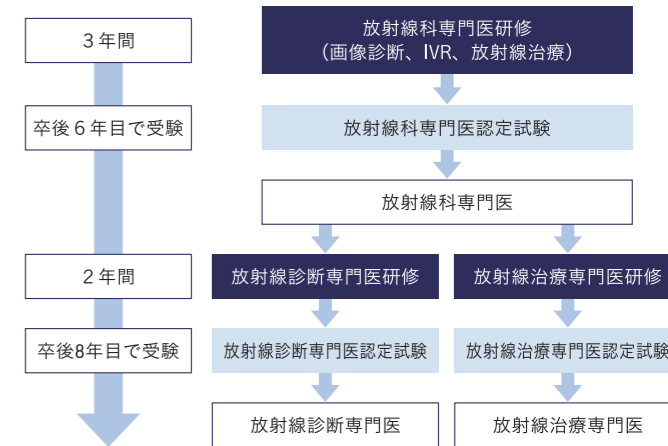 3年間
放射線科専門医研修
（画像診断、IVR、放射線治療）
卒後6年目で受験
放射線科専門医認定試験
放射線科専門医
2年間
放射線診断専門医研修
放射線治療専門医研修
卒後8年目で受験
放射線診断専門医認定試験
放射線治療専門医認定試験
放射線診断専門医
放射線治療専門医